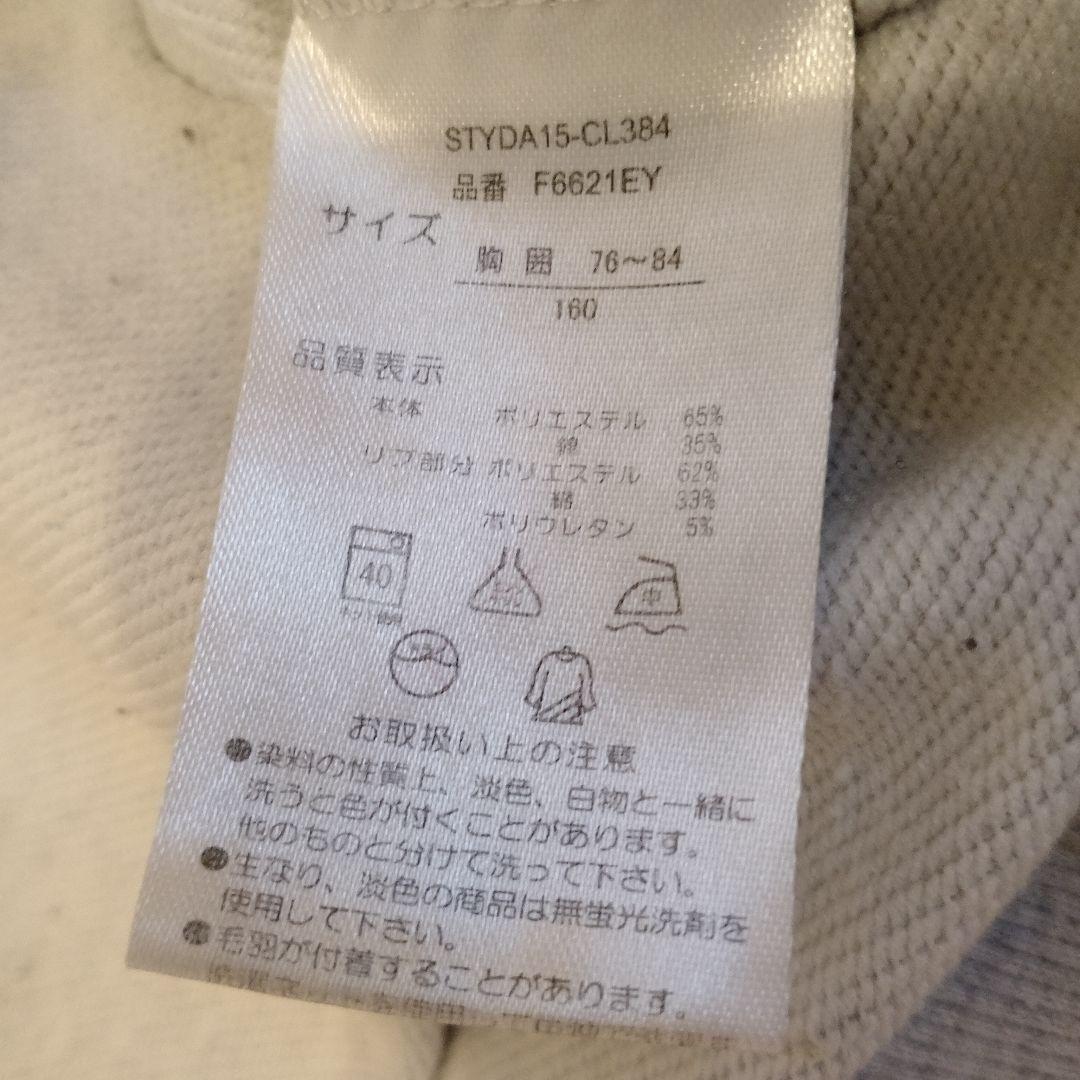 STYDA15-CL384
品番 F6621EY
サイズ
胸囲 76～84
160
品質表示
本体 ポリエステル 65%
綿 35%
リブ部分 ポリエステル 62%
綿 33%
ポリウレタン 5%
40
中
お取扱い上の注意
●染料の性質上、淡色、白物と一緒に
洗うと色が付くことがあります。
他のものと分けて洗って下さい。
●生なり、淡色の商品は無蛍光洗剤を
使用して下さい。
●毛羽が付着することがあります。